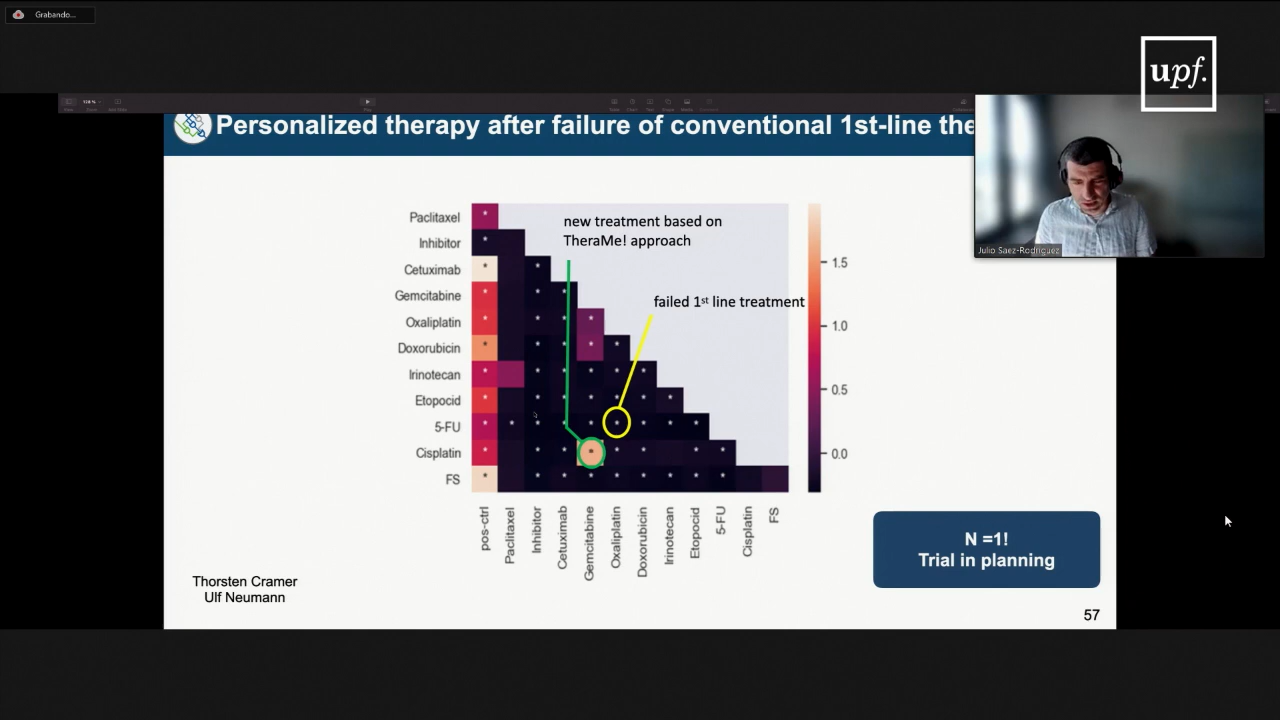 Grabando...
upf.
Personalized therapy after failure of conventional 1st-line the
Julio Saez-Rodriguez
new treatment based on
TheraMe! approach
failed 1st line treatment
Paclitaxel
Inhibitor
Cetuximab
Gemcitabine
Oxaliplatin
Doxorubicin
Irinotecan
Etopocid
5-FU
Cisplatin
FS
1.5
1.0
0.5
0.0
pos-ctrl
Paclitaxel
Inhibitor
Cetuximab
Gemcitabine
Oxaliplatin
Doxorubicin
Irinotecan
Etopocid
5-FU
Cisplatin
FS
N =1!
Trial in planning
Thorsten Cramer
Ulf Neumann
57